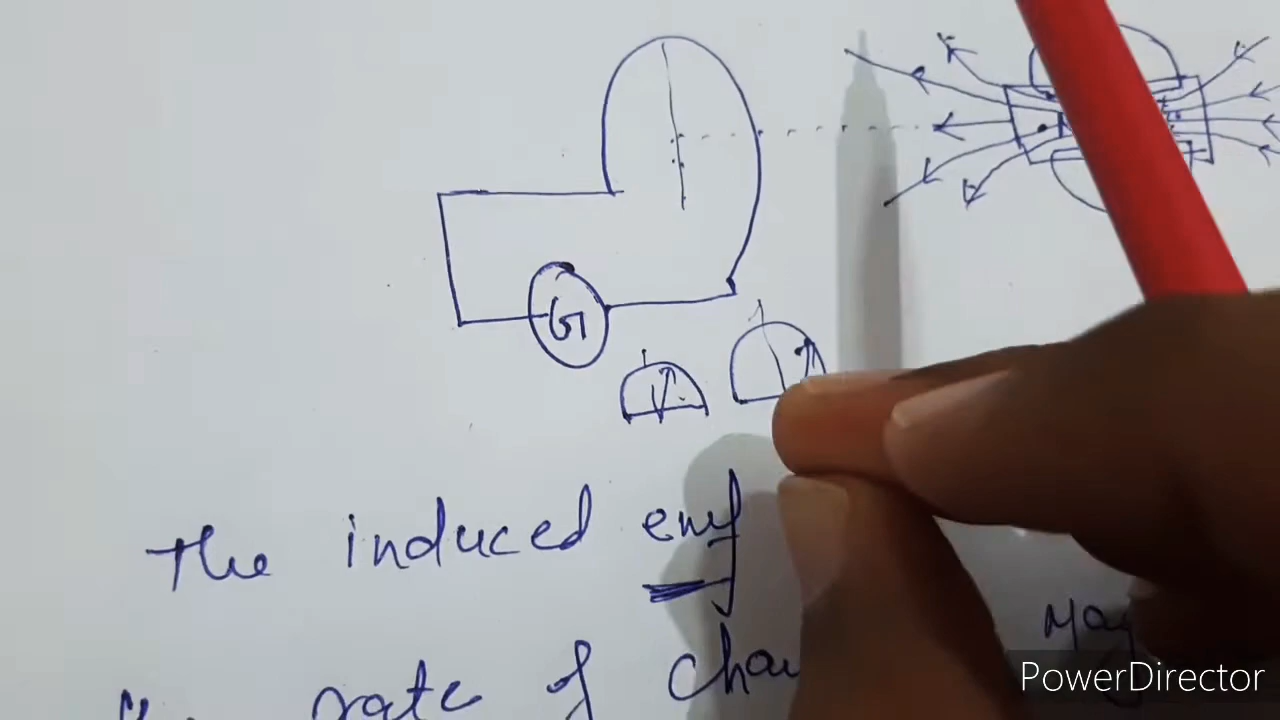 G
The induced emf
rate of
PowerDirector